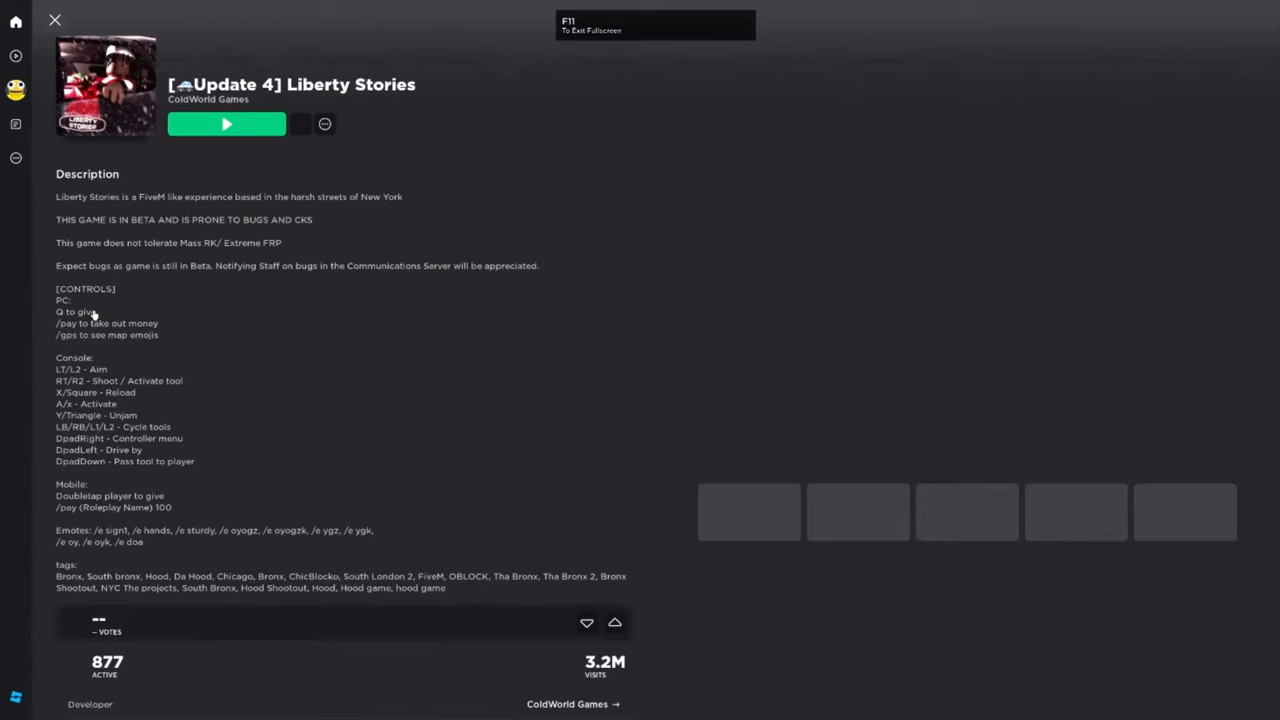 F11
To Exit Fullscreen
LIBERTY
STORIES
[🚓Update 4] Liberty Stories
ColdWorld Games
Description
Liberty Stories is a FiveM like experience based in the harsh streets of New York
THIS GAME IS IN BETA AND IS PRONE TO BUGS AND CKS
This game does not tolerate Mass RK/ Extreme FRP
Expect bugs as game is still in Beta. Notifying Staff on bugs in the Communications Server will be appreciated.
[CONTROLS]
PC:
Q to give
/pay to take out money
/gps to see map emojis
Console:
LT/L2 - Aim
RT/R2 - Shoot / Activate tool
X/Square - Reload
A/x - Activate
Y/Triangle - Unjam
LB/RB/L1/L2 - Cycle tools
DpadRight - Controller menu
DpadLeft - Drive by
DpadDown - Pass tool to player
Mobile:
Doubletap player to give
/pay (Roleplay Name) 100
Emotes: /e sign1, /e hands, /e sturdy, /e oyogz, /e oyogzk, /e ygz, /e ygk,
/e oy, /e oyk, /e doa
tags:
Bronx, South bronx, Hood, Da Hood, Chicago, Bronx, ChicBlocko, South London 2, FiveM, OBLOCK, Tha Bronx, Tha Bronx 2, Bronx
Shootout, NYC The projects, South Bronx, Hood Shootout, Hood, Hood game, hood game
--
-- VOTES
877
ACTIVE
3.2M
VISITS
Developer
ColdWorld Games →